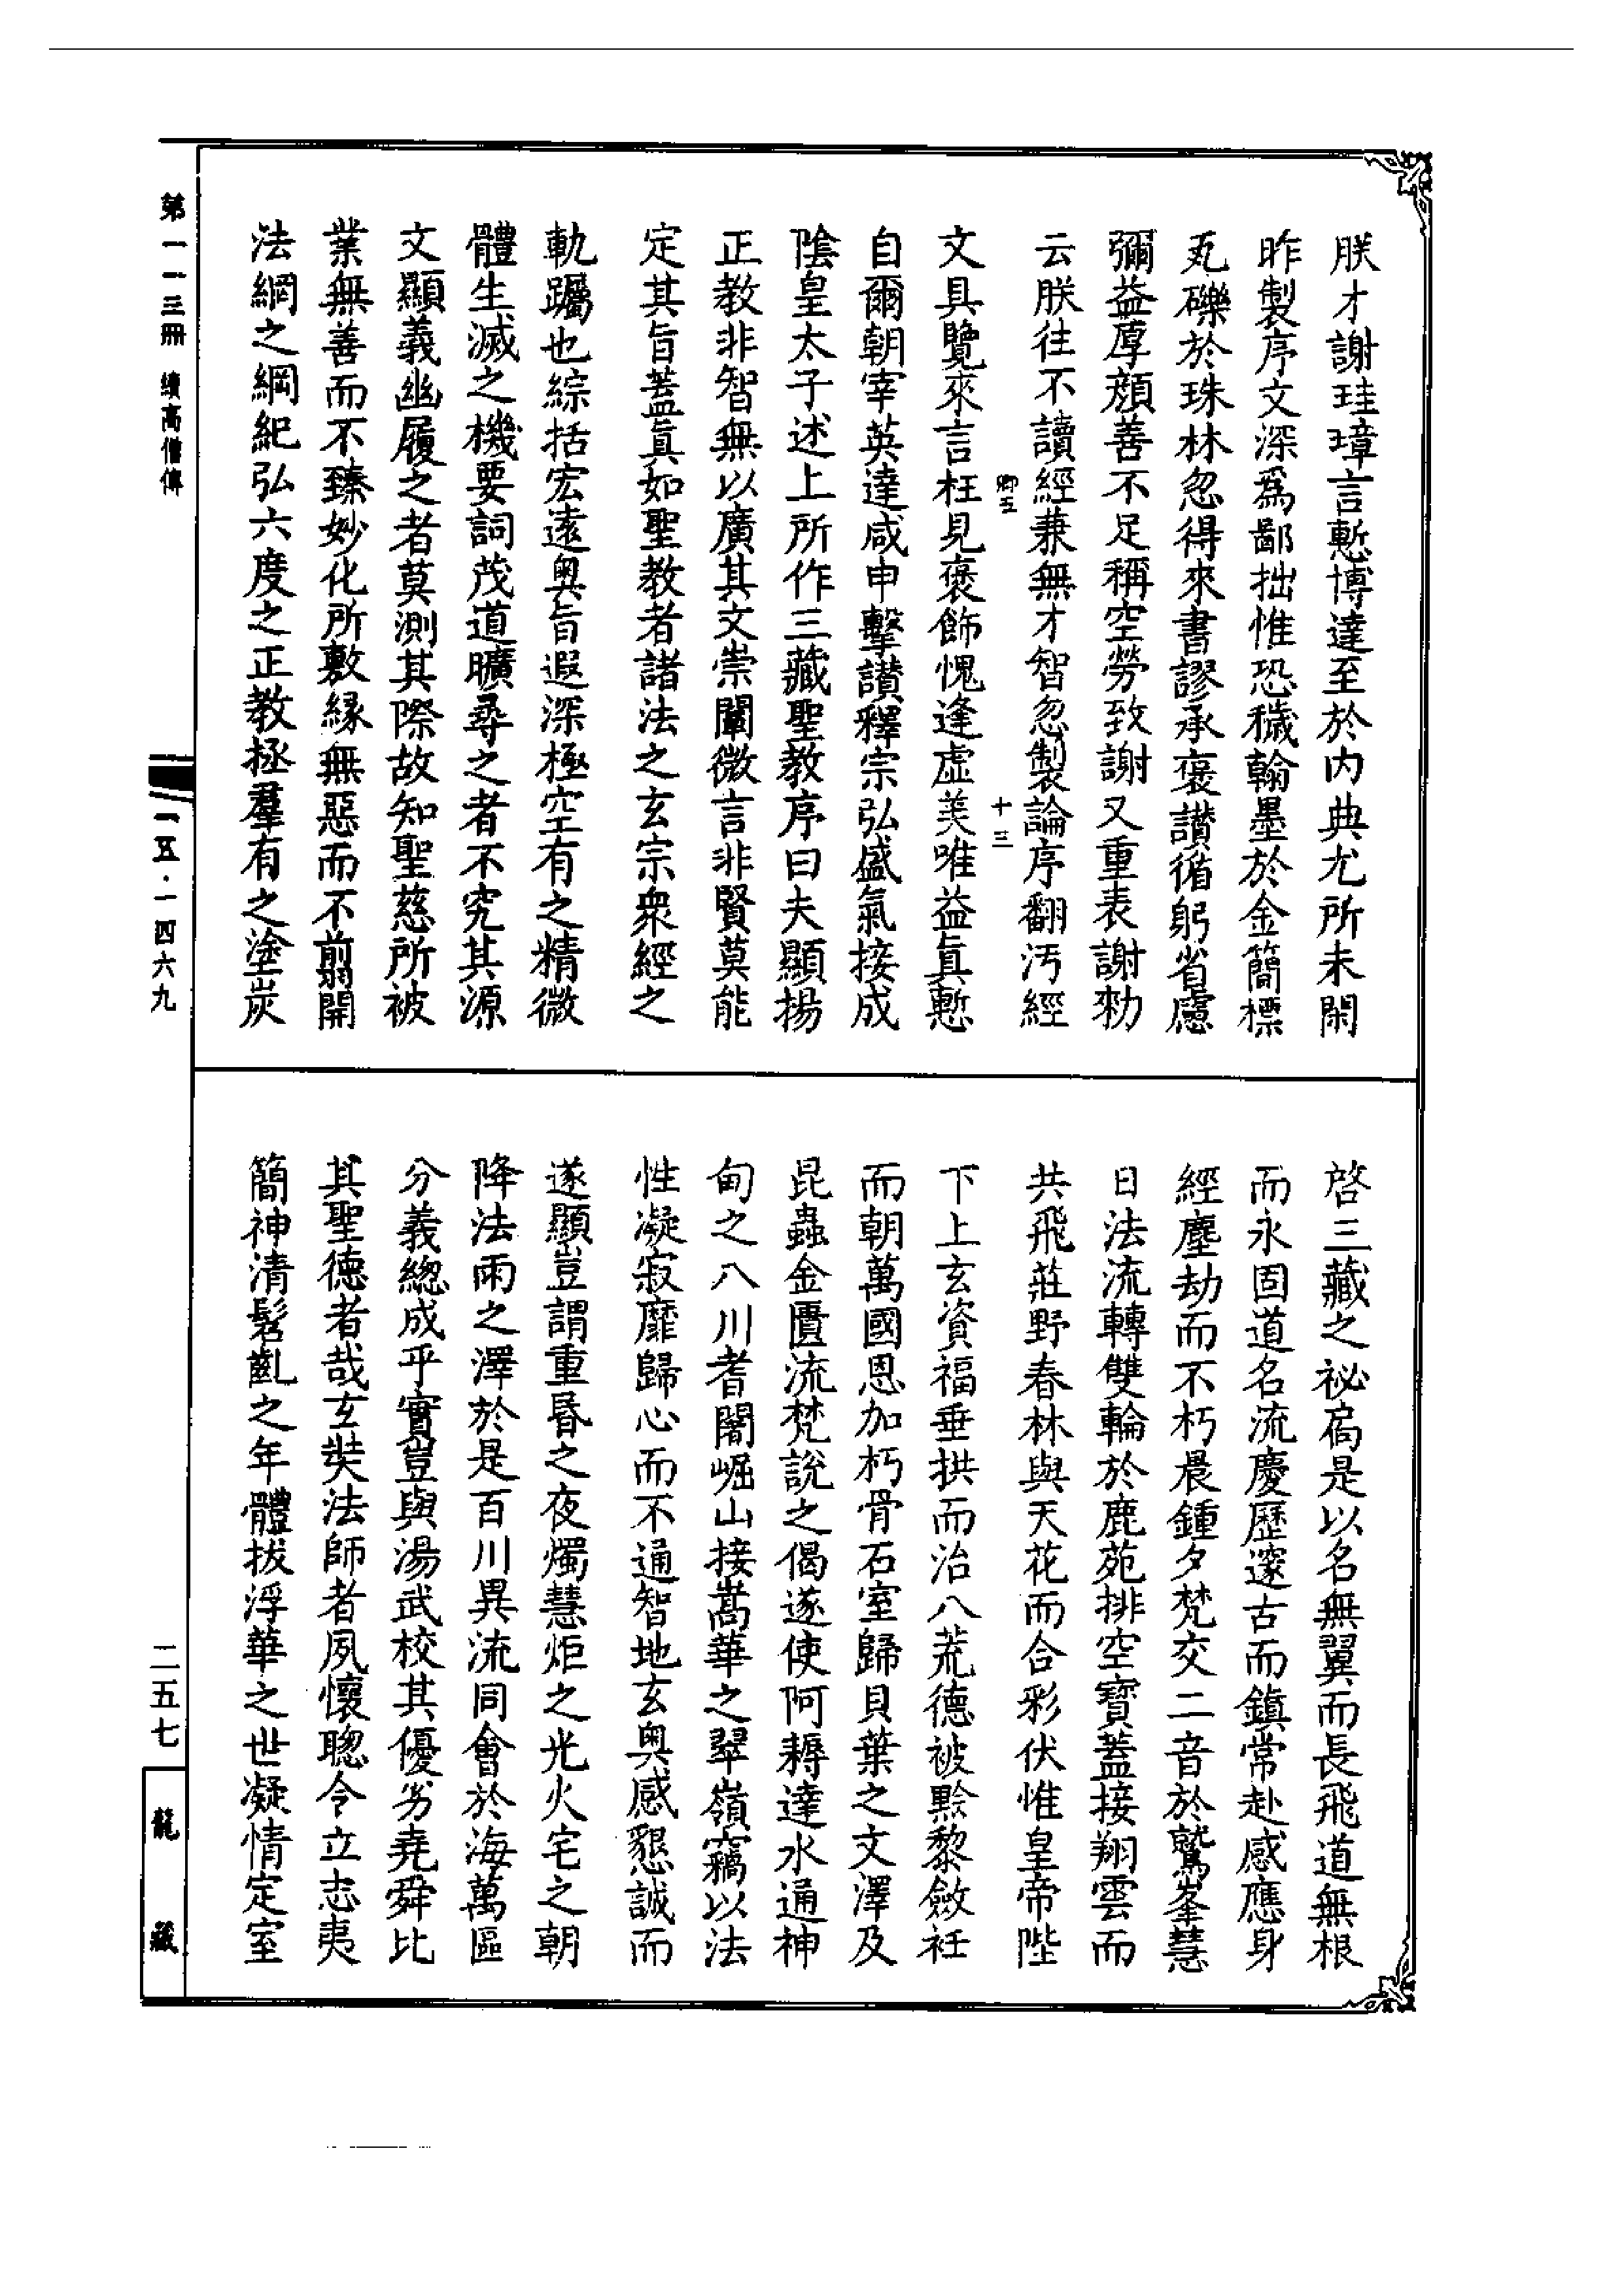 朕才謝珪璋言慙博達至於内典尤所未閑
昨製序文深爲鄙拙惟恐穢翰墨於金簡標
瓦礫於珠林忽得來書謬承褒讃循躬省慮
彌益厚顏善不足稱空勞致謝又重表謝勑
云朕往不讀經兼無才智忽製論序翻汚經
卿五
十三
文具覽來言枉見褒飾愧逢虛美唯益眞慙
自爾朝宰英達咸申擊讃釋宗弘盛氣接成
陰皇太子述上所作三藏聖教序曰夫顯揚
正教非智無以廣其文崇闡微言非賢莫能
定其旨蓋眞如聖教者諸法之玄宗衆經之
軌躅也綜括宏遠奧旨遐深極空有之精微
體生滅之機要詞茂道曠尋之者不究其源
文顯義幽履之者莫測其際故知聖慈所被
業無善而不臻妙化所敷緣無惡而不翦開
法網之綱紀弘六度之正教拯羣有之塗炭
啓三藏之祕扃是以名無翼而長飛道無根
而永固道名流慶歷邃古而鎮常赴感應身
經塵劫而不朽晨鍾夕梵交二音於鷲峯慧
日法流轉雙輪於鹿苑排空寶蓋接翔雲而
共飛莊野春林與天花而合彩伏惟皇帝陛
下上玄資福垂拱而治八荒德被黔黎斂衽
而朝萬國恩加朽骨石室歸貝葉之文澤及
昆蟲金匱流梵說之偈遂使阿耨達水通神
甸之八川耆闍崛山接嵩華之翠嶺竊以法
性凝寂靡歸心而不通智地玄奧感懇誠而
遂顯豈謂重昏之夜燭慧炬之光火宅之朝
降法雨之澤於是百川異流同會於海萬區
分義總成乎實豈與湯武校其優劣堯舜比
其聖德者哉玄奘法師者夙懷聰令立志夷
簡神清髫齔之年體拔浮華之世凝情定室
第一一三冊 續高僧傳
一五·一四六九
二五七
龍藏